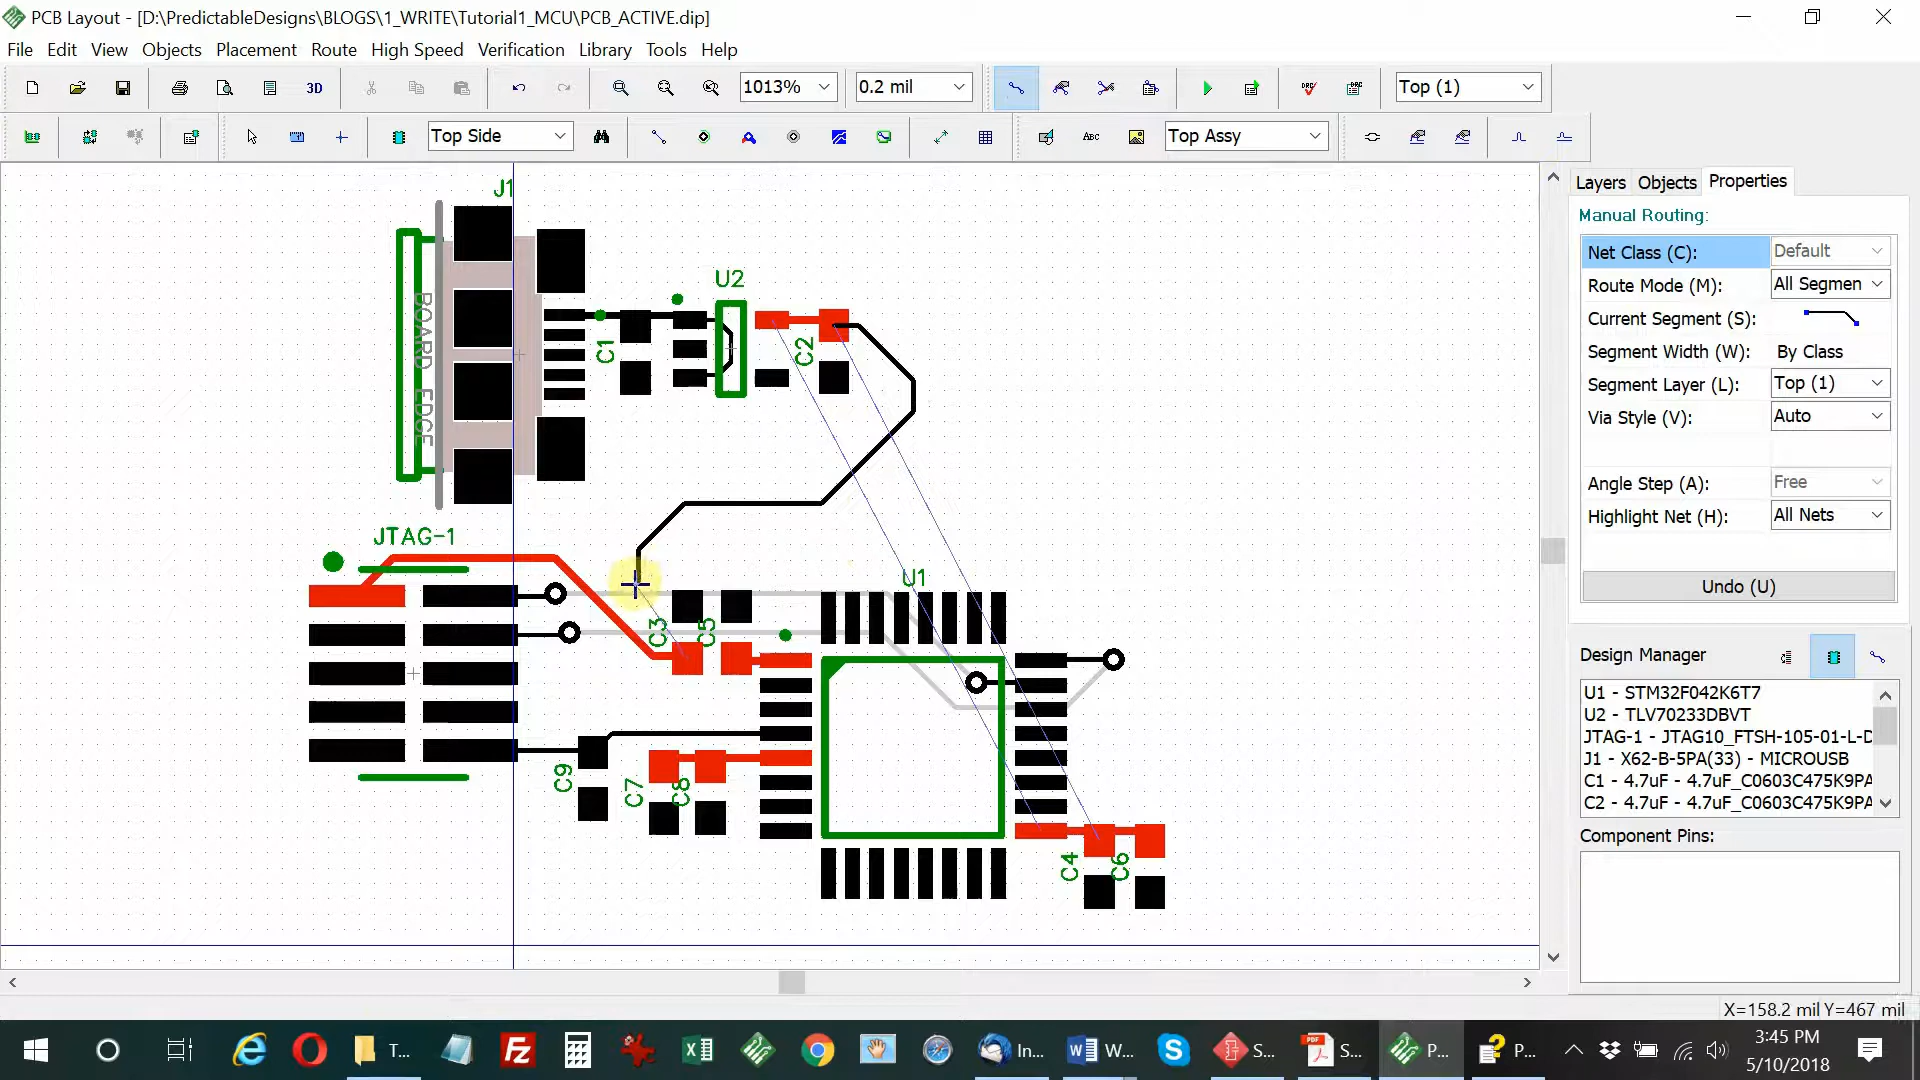 PCB Layout - [D:\PredictableDesigns\BLOGS\1_WRITE\Tutorial1_MCU\PCB_ACTIVE.dip]
File Edit View Objects Placement Route High Speed Verification Library Tools Help
3D 1013% 0.2 mil DRC Top (1)
Top Side ABC Top Assy
Layers Objects Properties
Manual Routing:
Net Class (C): Default
Route Mode (M): All Segmen
Current Segment (S):
Segment Width (W): By Class
Segment Layer (L): Top (1)
Via Style (V): Auto
Angle Step (A): Free
Highlight Net (H): All Nets
Undo (U)
Design Manager
U1 - STM32F042K6T7
U2 - TLV70233DBVT
JTAG-1 - JTAG10_FTSH-105-01-L-D
J1 - X62-B-5PA(33) - MICROUSB
C1 - 4.7uF - 4.7uF_C0603C475K9PA
C2 - 4.7uF - 4.7uF_C0603C475K9PA
Component Pins:
J1
BOARD EDGE
U2
C1
C2
JTAG-1
U1
C3
C5
C9
C7
C8
C4
C6
X=158.2 mil Y=467 mil
T... In... W... S... S... P... P...
3:45 PM
5/10/2018